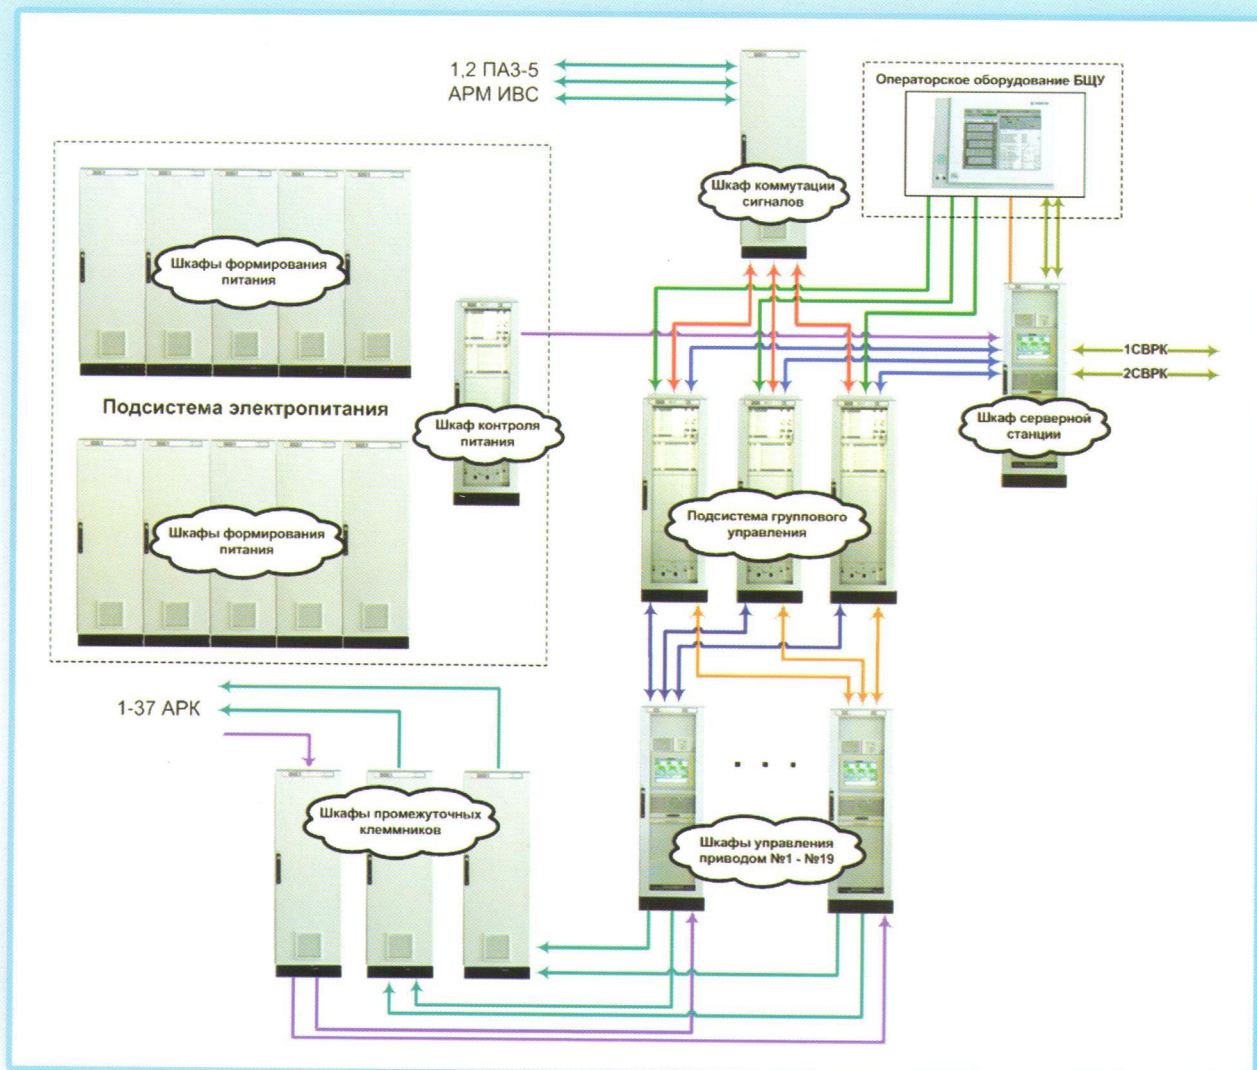 1,2 ПАЗ-5
АРМ ИВС
Операторское оборудование БЩУ
Шкаф коммутации
сигналов
Шкафы формирования
питания
Подсистема электропитания
Шкаф контроля
питания
1СВРК
2СВРК
Шкаф серверной
станции
Шкафы формирования
питания
Подсистема группового
управления
1-37 АРК
Шкафы промежуточных
клеммников
. . .
Шкафы управления
приводом №1 - №19